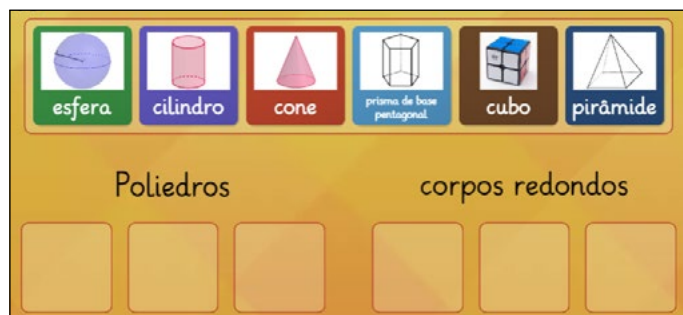 esfera
cilindro
cone
prisma de base
pentagonal
cubo
pirâmide
Poliedros
corpos redondos